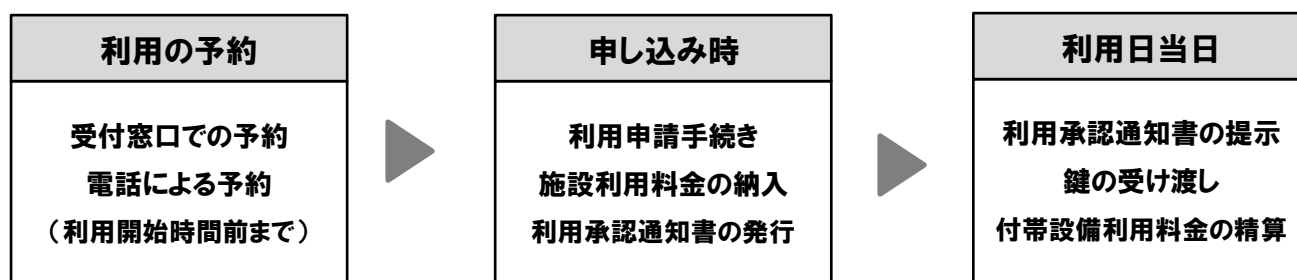 利用の予約
受付窓口での予約
電話による予約
（利用開始時間前まで）
申し込み時
利用申請手続き
施設利用料金の納入
利用承認通知書の発行
利用日当日
利用承認通知書の提示
鍵の受け渡し
付帯設備利用料金の精算